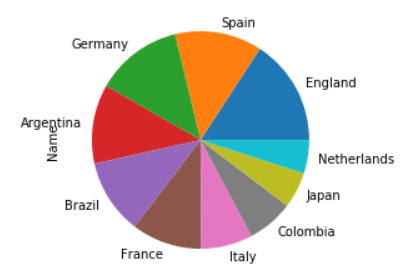 Spain
Germany
England
Argentina
Name
Netherlands
Japan
Brazil
Colombia
France
Italy